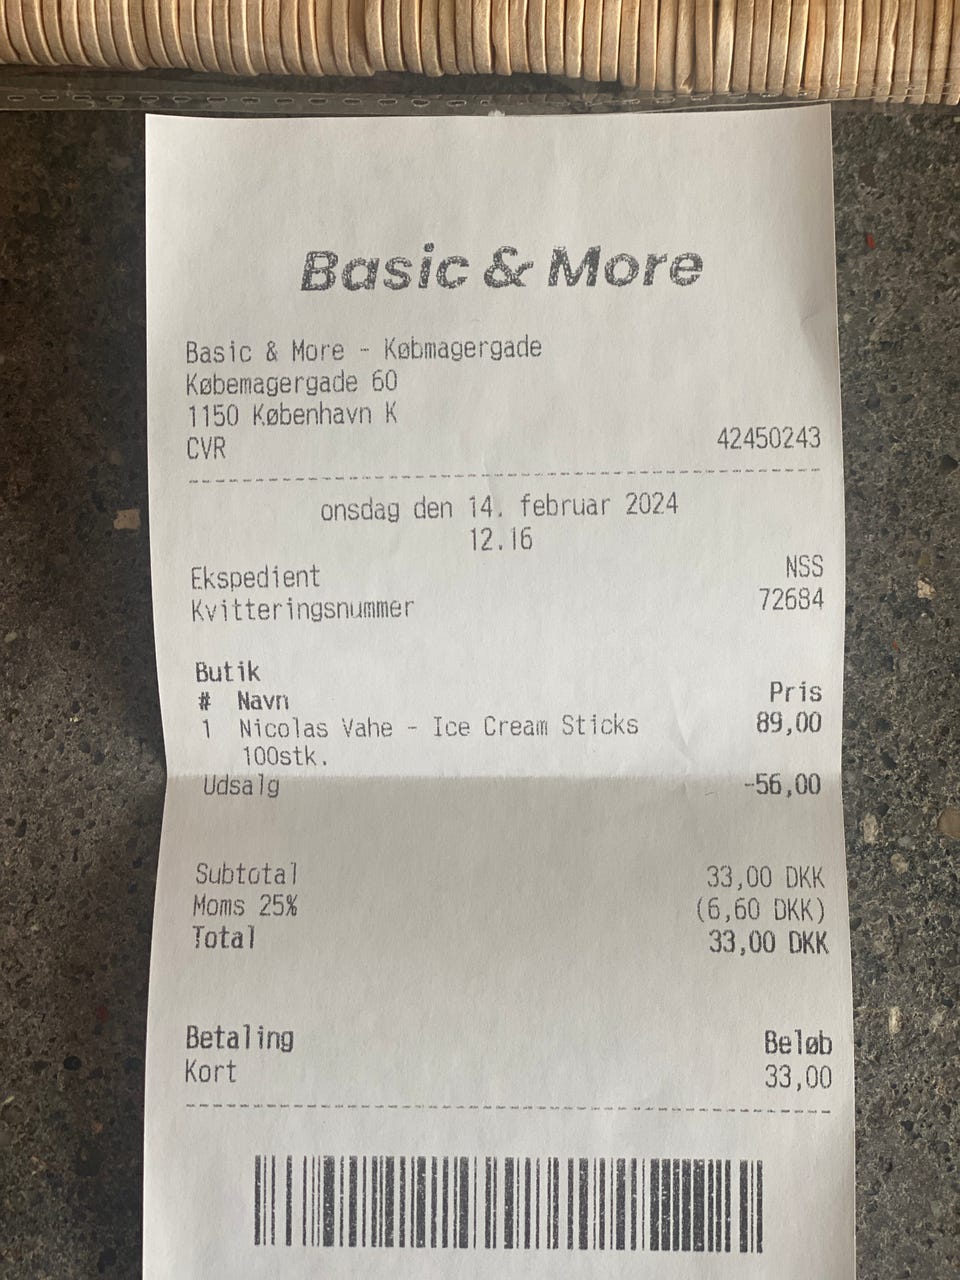 Basic & More
Basic & More - Købmagergade
Købemagergade 60
1150 København K
CVR 42450243
onsdag den 14. februar 2024
12.16
Ekspedient NSS
Kvitteringsnummer 72684
Butik
# Navn Pris
1 Nicolas Vahe - Ice Cream Sticks 89,00
100stk.
Udsalg -56,00
Subtotal 33,00 DKK
Moms 25% (6,60 DKK)
Total 33,00 DKK
Betaling Beløb
Kort 33,00